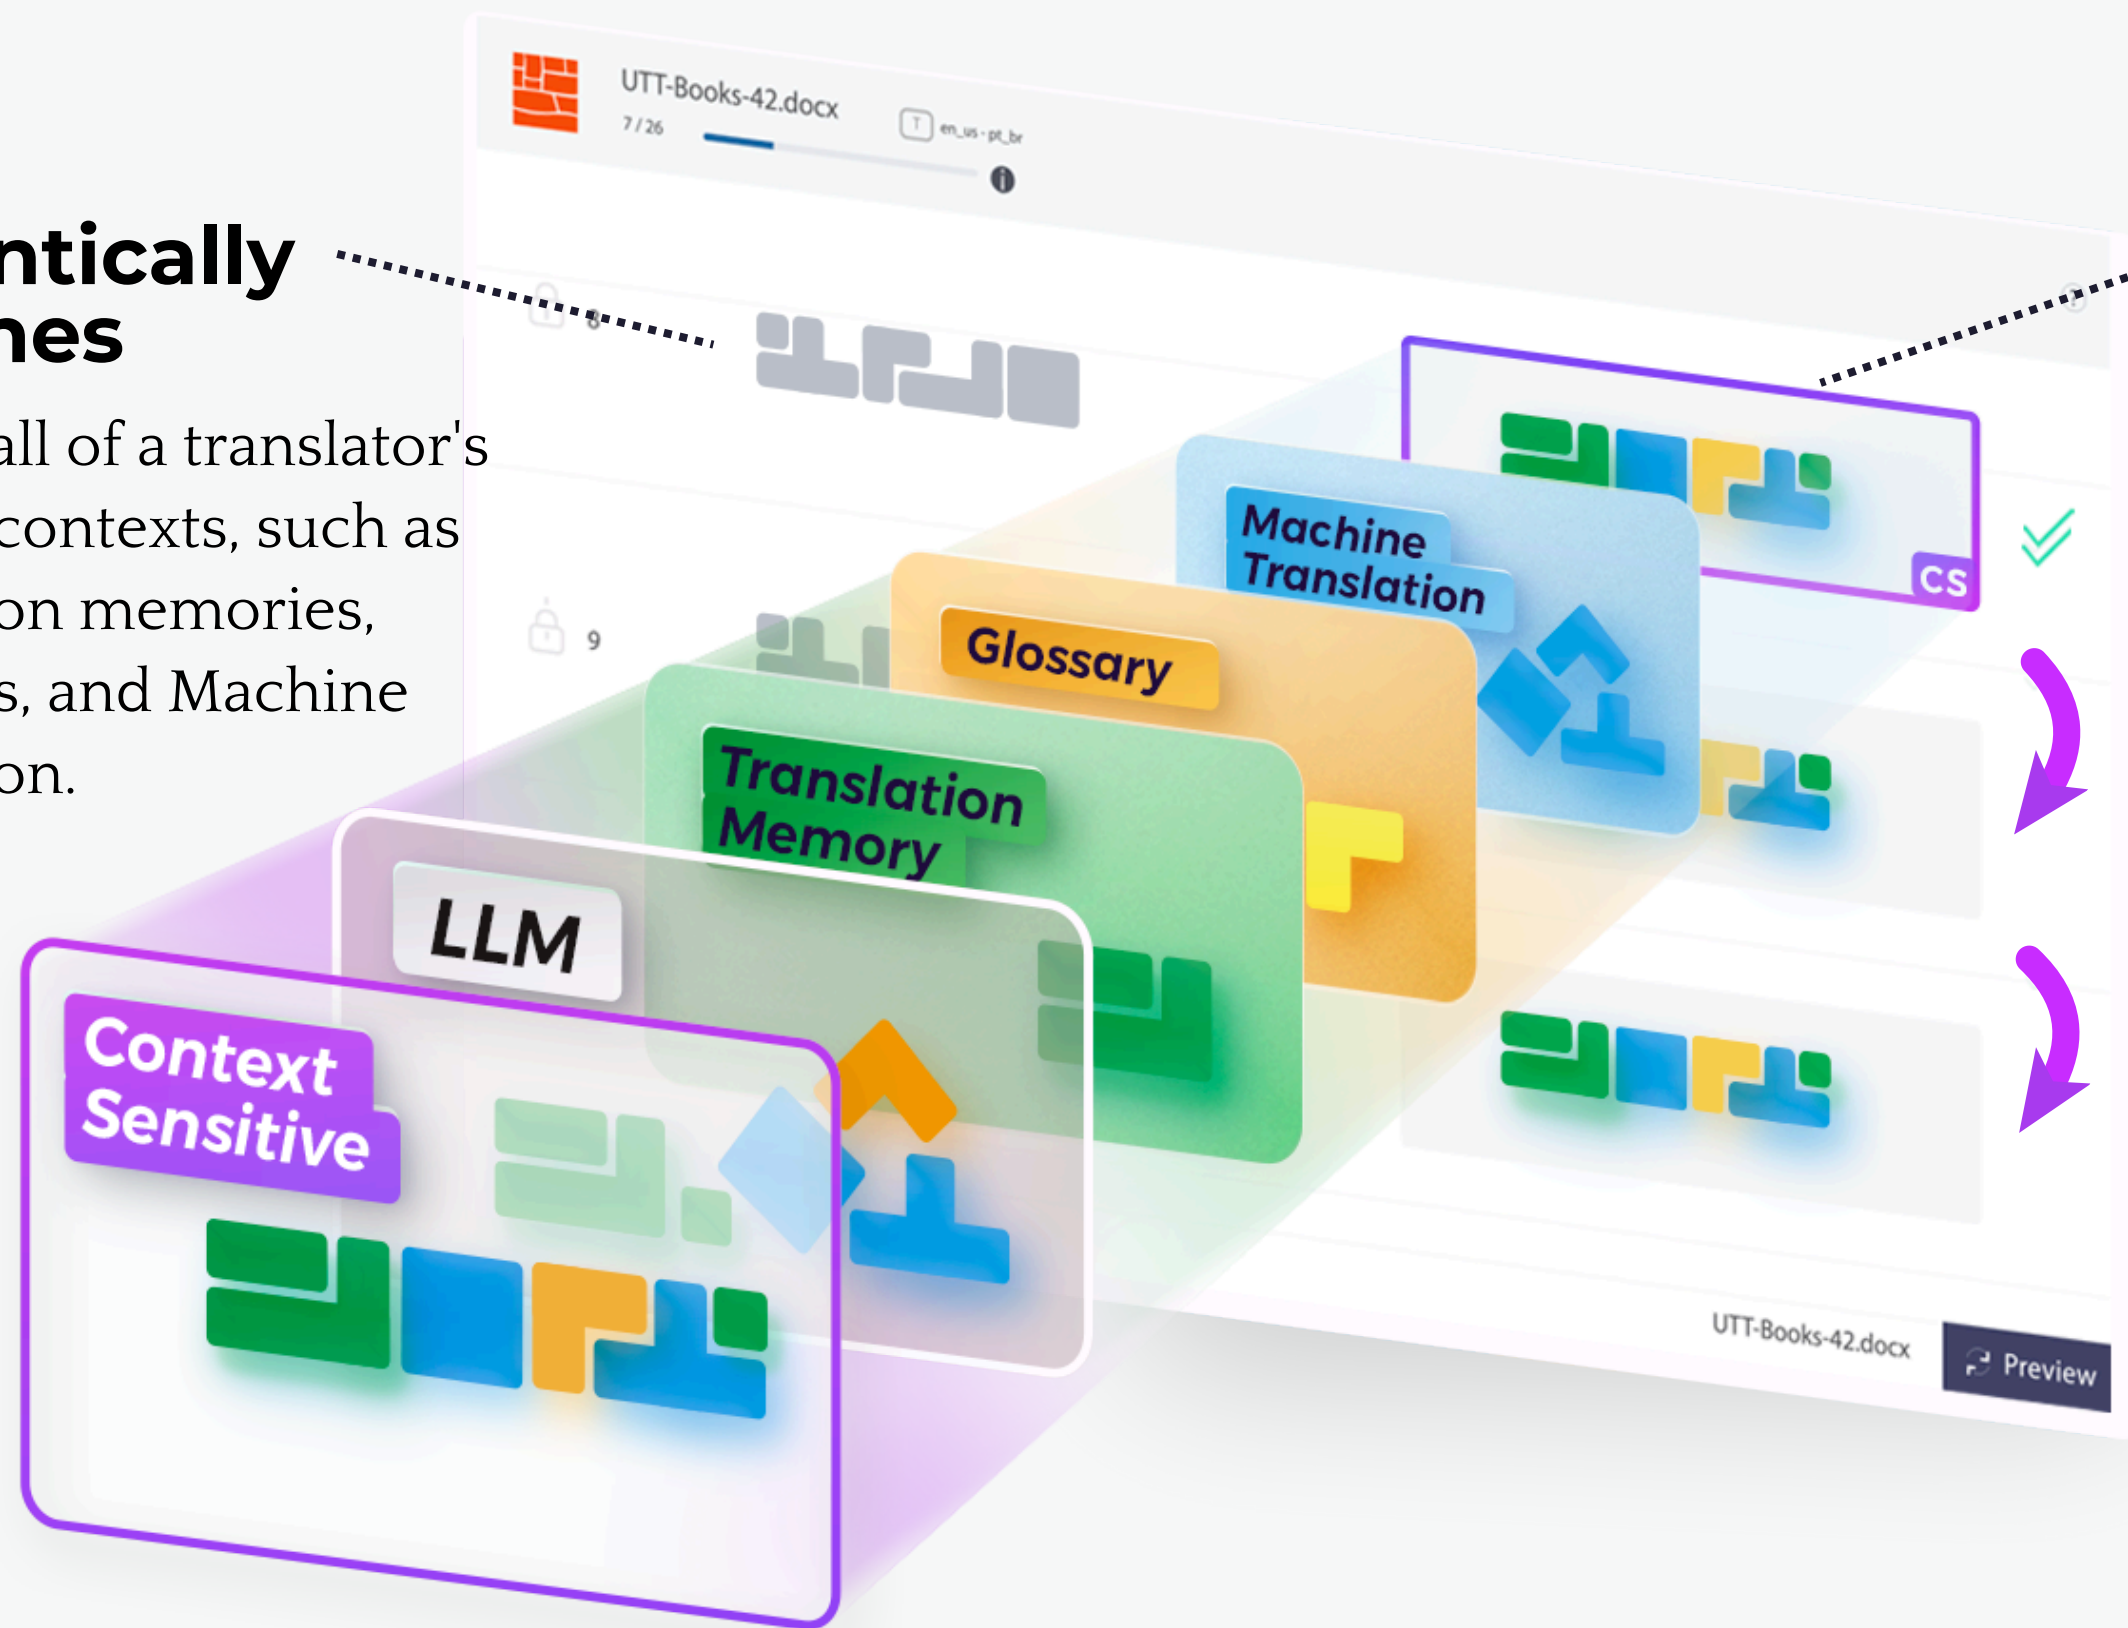 UTT-Books-42.docx
7 / 26
T
en_us - pt_br
ntically
nes
all of a translator's
contexts, such as
on memories,
s, and Machine
on.
8
9
Machine
Translation
CS
Glossary
Translation
Memory
LLM
Context
Sensitive
UTT-Books-42.docx
Preview